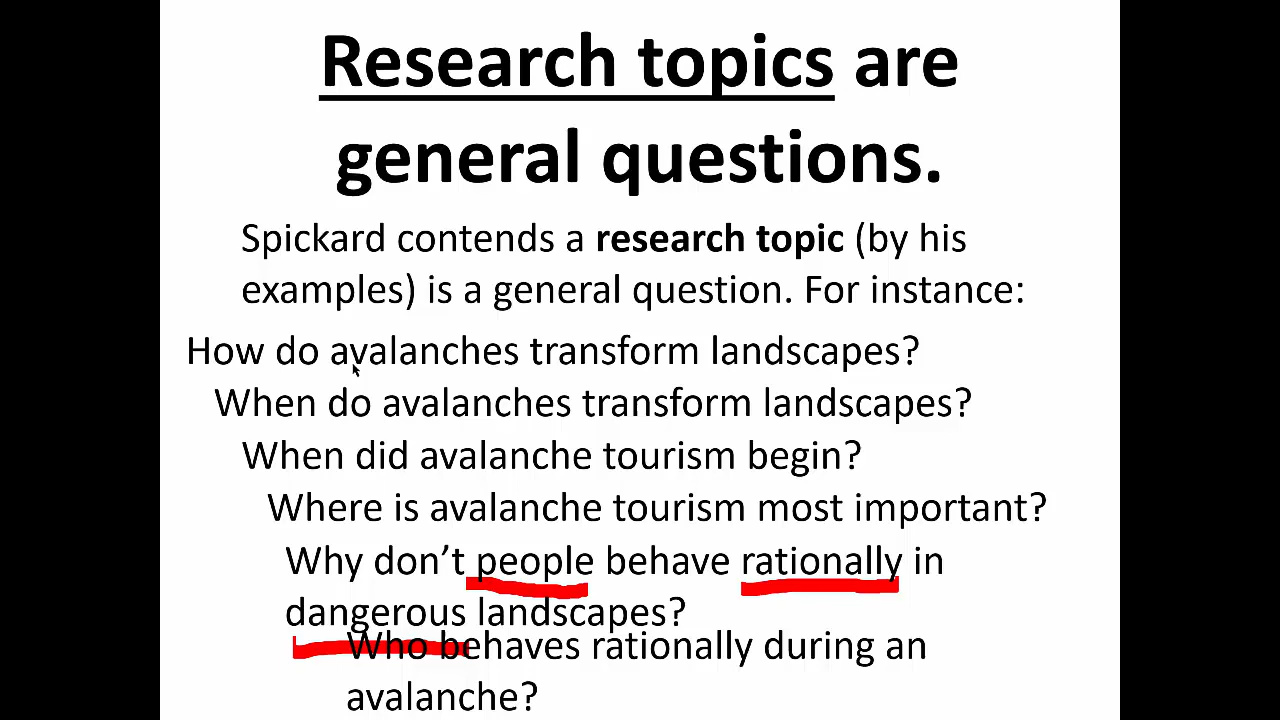 Research topics are
general questions.
Spickard contends a research topic (by his
examples) is a general question. For instance:
How do avalanches transform landscapes?
When do avalanches transform landscapes?
When did avalanche tourism begin?
Where is avalanche tourism most important?
Why don’t people behave rationally in
dangerous landscapes?
Who behaves rationally during an
avalanche?